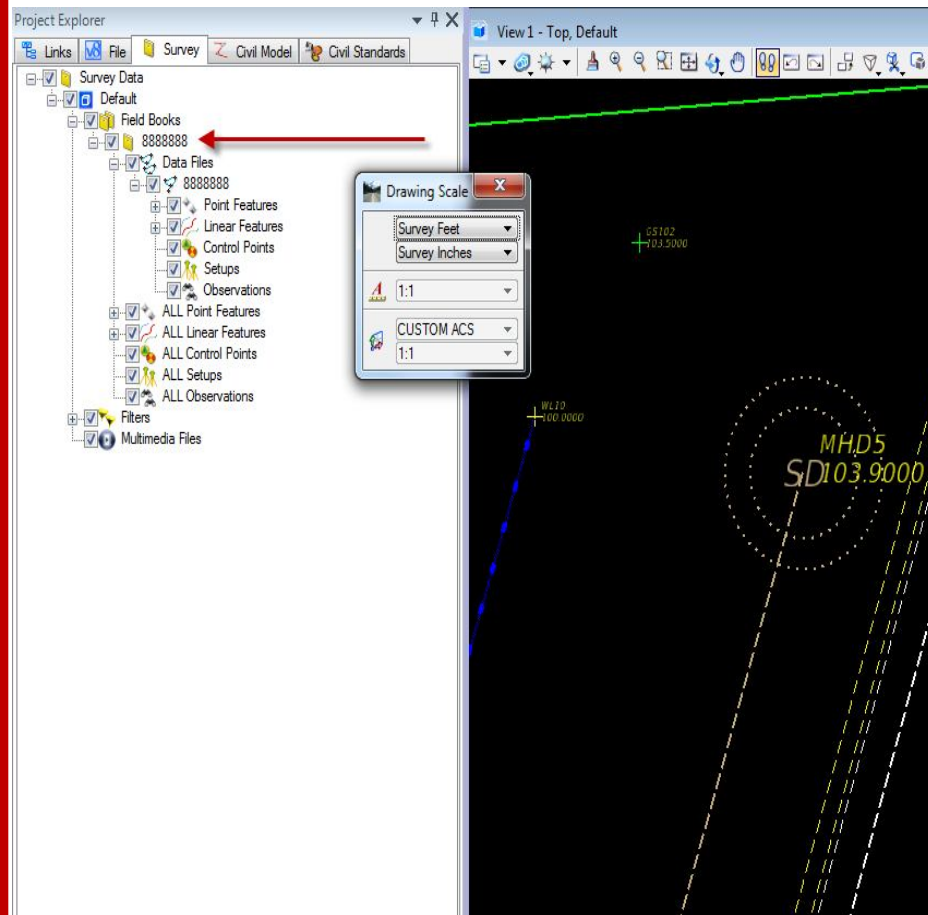 Project Explorer
Links File Survey Civil Model Civil Standards
Survey Data
Default
Field Books
8888888
Data Files
8888888
Point Features
Linear Features
Control Points
Setups
Observations
ALL Point Features
ALL Linear Features
ALL Control Points
ALL Setups
ALL Observations
Filters
Multimedia Files
View 1 - Top, Default
Drawing Scale
Survey Feet
Survey Inches
1:1
CUSTOM ACS
1:1
GS102
103.5000
WL10
100.0000
MHD5
SD 103.9000